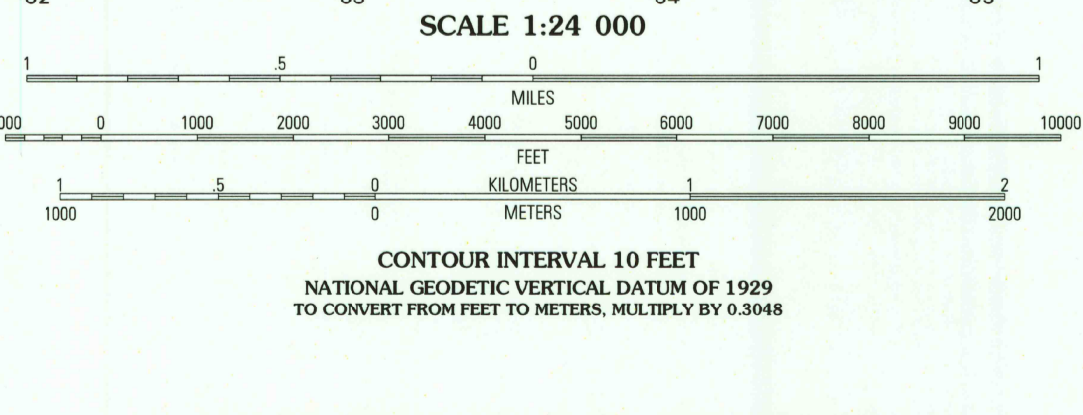 SCALE 1:24 000
1 .5 0 1
MILES
000 0 1000 2000 3000 4000 5000 6000 7000 8000 9000 10000
FEET
1 .5 0 KILOMETERS 1 2
1000 0 METERS 1000 2000
CONTOUR INTERVAL 10 FEET
NATIONAL GEODETIC VERTICAL DATUM OF 1929
TO CONVERT FROM FEET TO METERS, MULTIPLY BY 0.3048